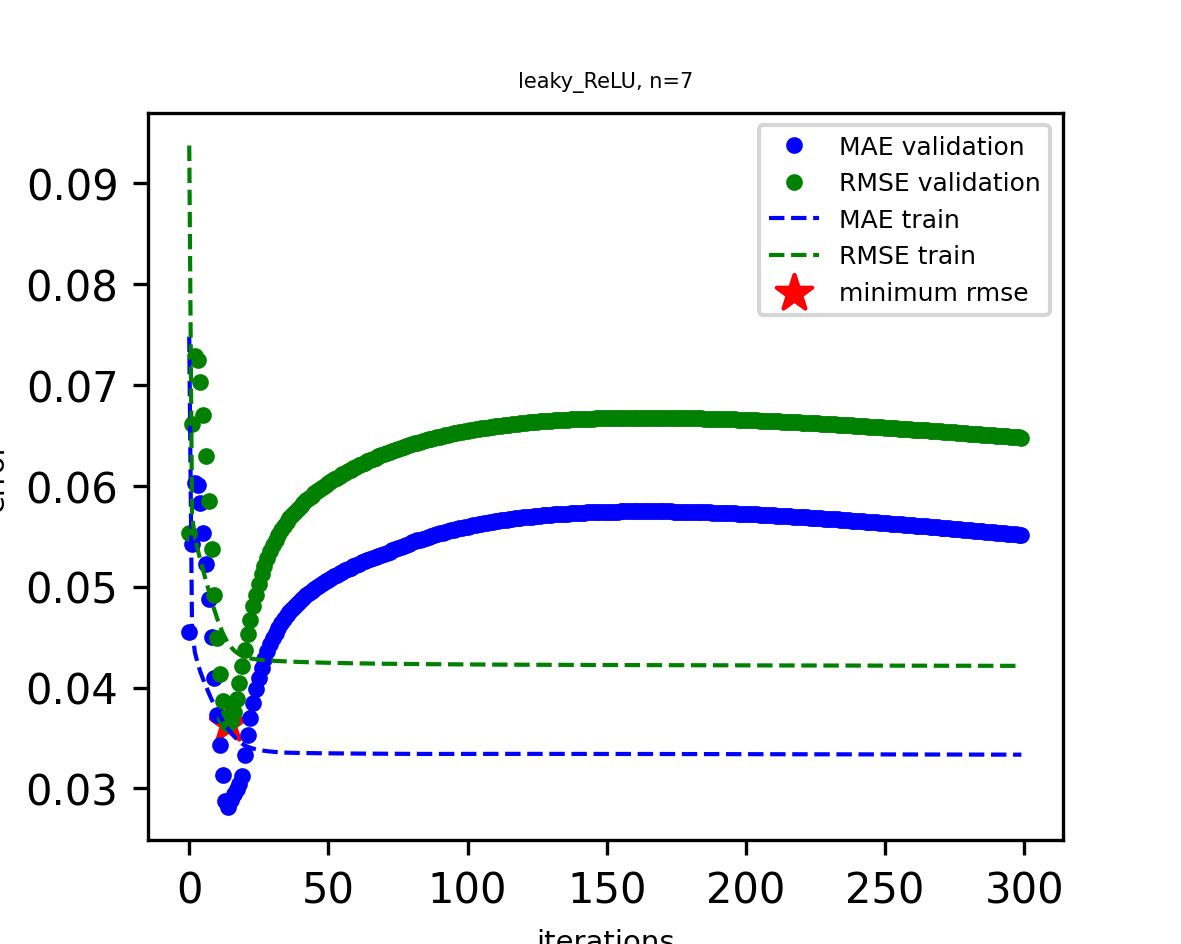 leaky_ReLU, n=7
MAE validation
RMSE validation
MAE train
RMSE train
minimum rmse
0.09
0.08
0.07
0.06
0.05
0.04
0.03
0 50 100 150 200 250 300
iterations